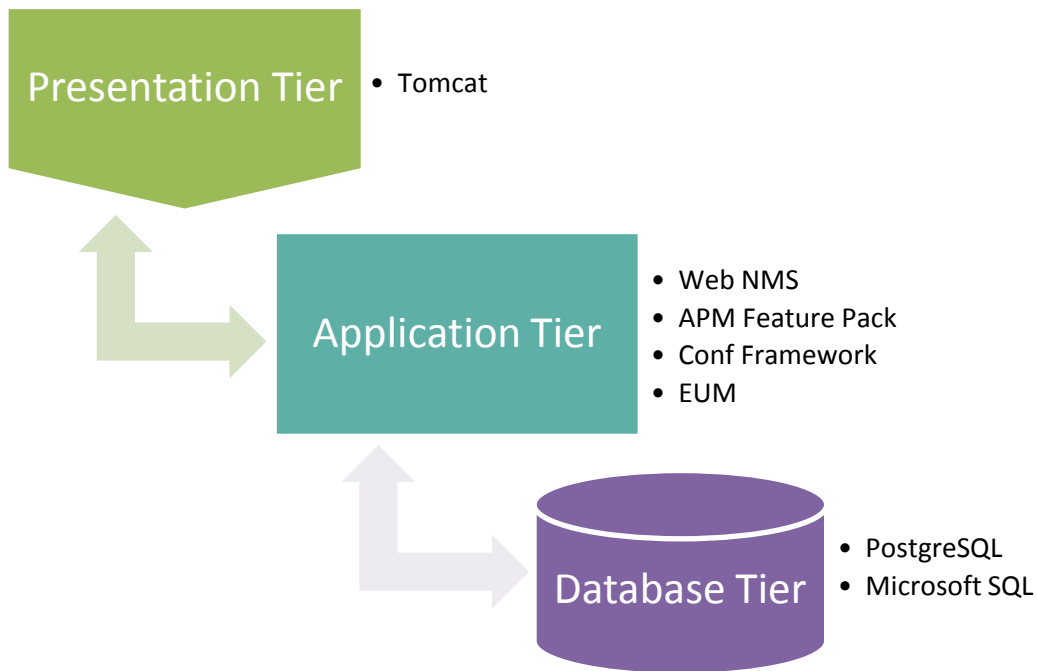 Presentation Tier
• Tomcat
Application Tier
• Web NMS
• APM Feature Pack
• Conf Framework
• EUM
Database Tier
• PostgreSQL
• Microsoft SQL